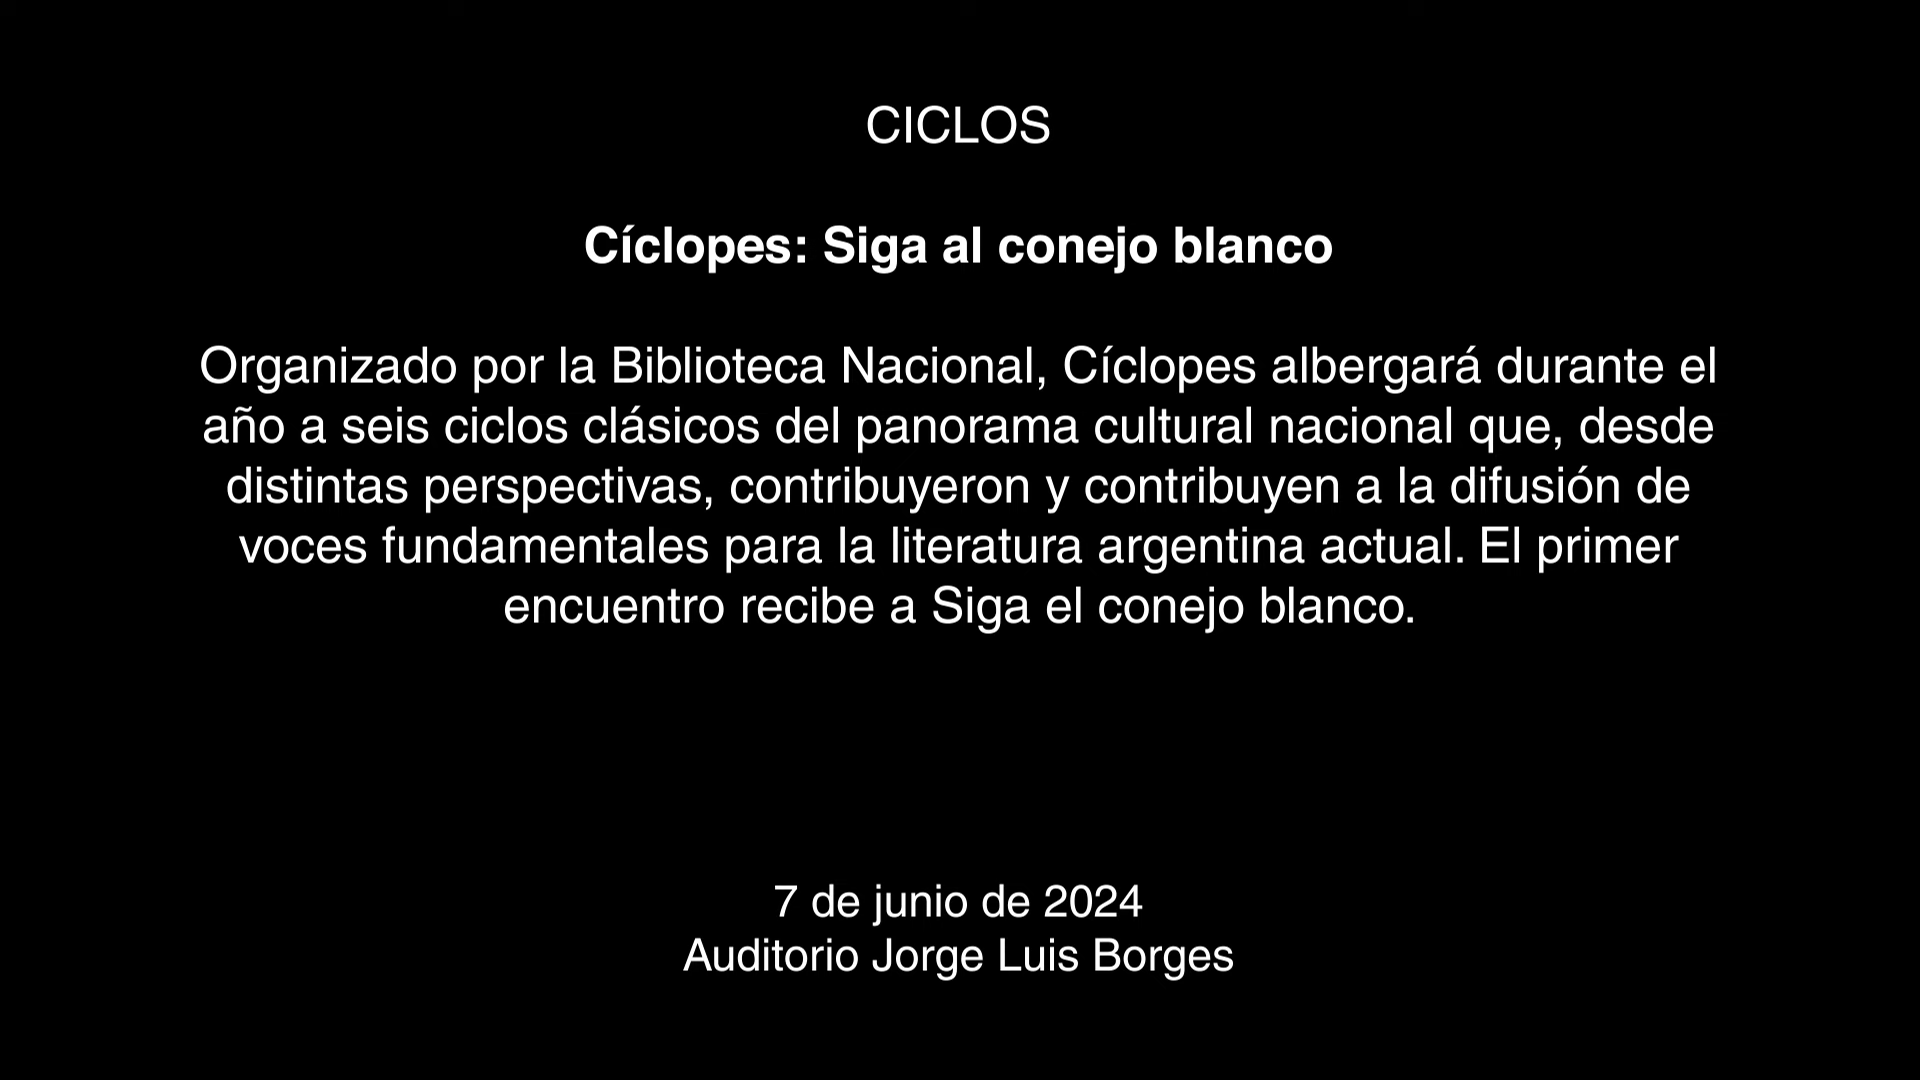 CICLOS
Cíclopes: Siga al conejo blanco
Organizado por la Biblioteca Nacional, Cíclopes albergará durante el
año a seis ciclos clásicos del panorama cultural nacional que, desde
distintas perspectivas, contribuyeron y contribuyen a la difusión de
voces fundamentales para la literatura argentina actual. El primer
encuentro recibe a Siga el conejo blanco.
7 de junio de 2024
Auditorio Jorge Luis Borges